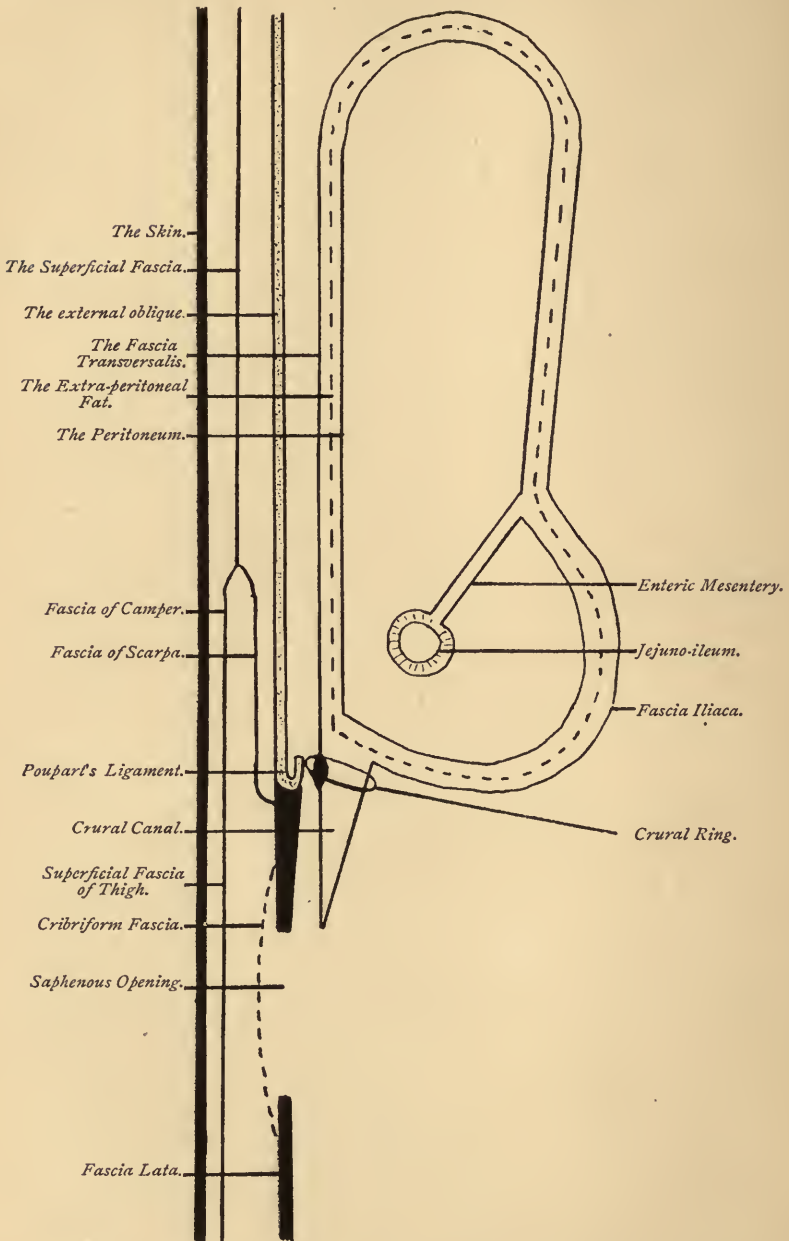 The Skin.
The Superficial Fascia.
The external oblique.
The Fascia
Transversalis.
The Extra-peritoneal
Fat.
The Peritoneum.
Fascia of Camper.
Fascia of Scarpa.
Poupart's Ligament.
Crural Canal.
Superficial Fascia
of Thigh.
Cribriform Fascia.
Saphenous Opening.
Fascia Lata.
Enteric Mesentery.
Jejuno-ileum.
Fascia Iliaca.
Crural Ring.